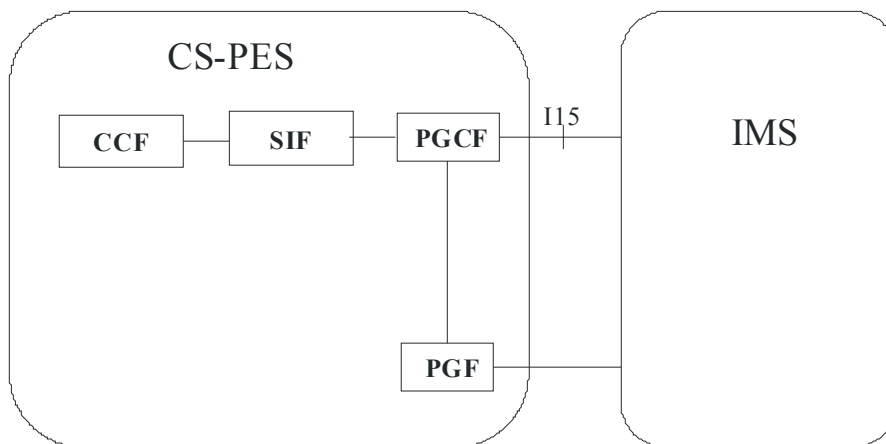 CS-PES
I15
IMS
CCF
SIF
PGCF
PGF